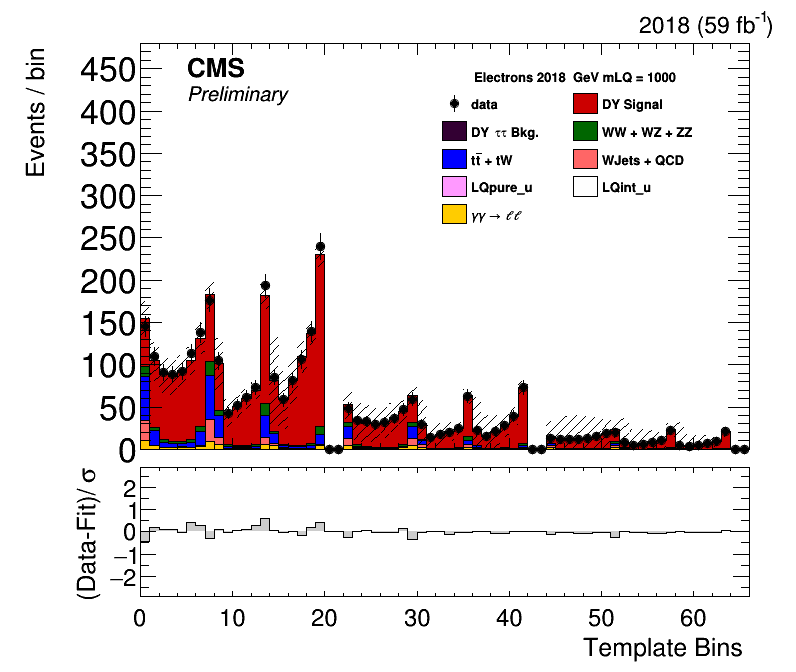 2018 (59 fb⁻¹)
CMS
Preliminary
Electrons 2018 GeV mLQ = 1000
data
DY Signal
DY ττ Bkg.
WW + WZ + ZZ
tt̄ + tW
WJets + QCD
LQpure_u
LQint_u
γγ → ℓℓ
Events / bin
450
400
350
300
250
200
150
100
50
0
(Data-Fit)/ σ
2
1
0
−1
−2
0 10 20 30 40 50 60
Template Bins